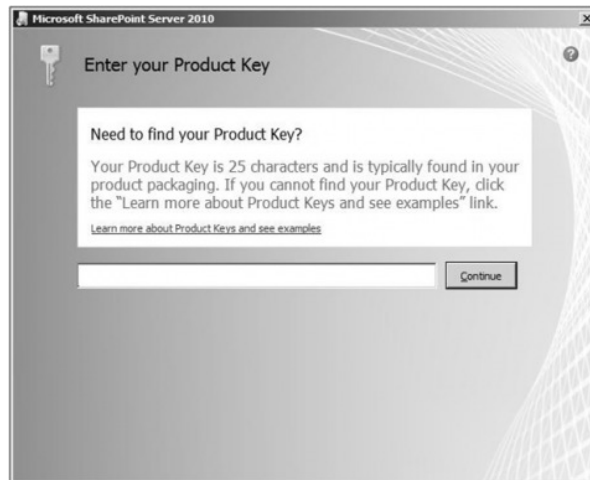 Microsoft SharePoint Server 2010
Enter your Product Key
Need to find your Product Key?
Your Product Key is 25 characters and is typically found in your
product packaging. If you cannot find your Product Key, click
the "Learn more about Product Keys and see examples" link.
Learn more about Product Keys and see examples
Continue